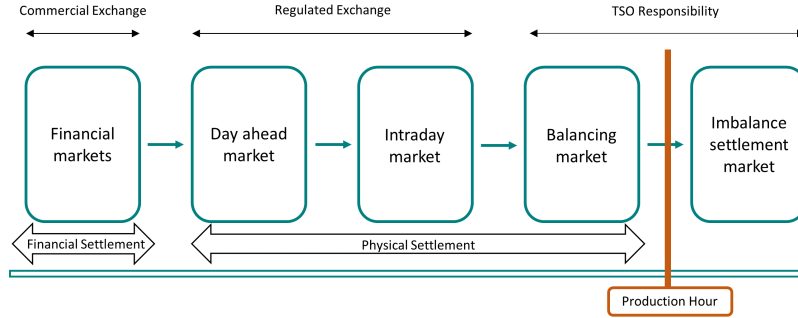 Commercial Exchange
Regulated Exchange
TSO Responsibility
Financial
markets
Day ahead
market
Intraday
market
Balancing
market
Imbalance
settlement
market
Financial Settlement
Physical Settlement
Production Hour